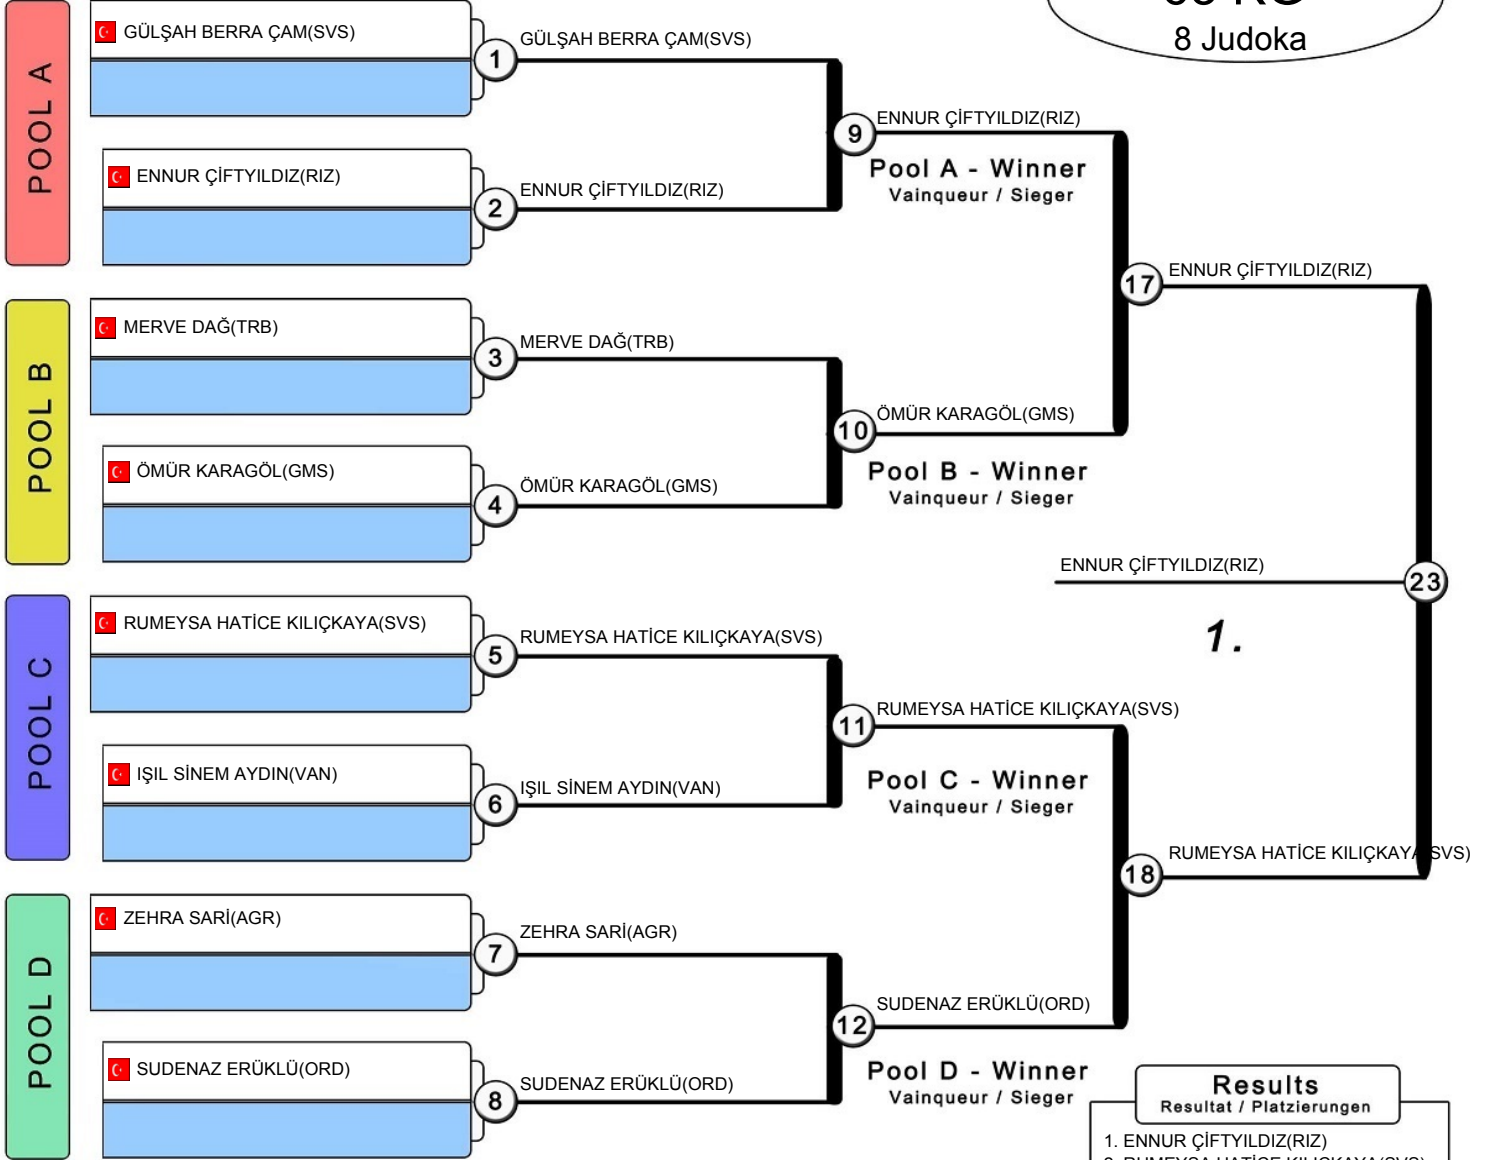 8 Judoka
POOL A
GÜLŞAH BERRA ÇAM(SVS)
1
GÜLŞAH BERRA ÇAM(SVS)
ENNUR ÇİFTYILDIZ(RIZ)
2
ENNUR ÇİFTYILDIZ(RIZ)
9
ENNUR ÇİFTYILDIZ(RIZ)
Pool A - Winner
Vainqueur / Sieger
POOL B
MERVE DAĞ(TRB)
3
MERVE DAĞ(TRB)
ÖMÜR KARAGÖL(GMS)
4
ÖMÜR KARAGÖL(GMS)
10
ÖMÜR KARAGÖL(GMS)
Pool B - Winner
Vainqueur / Sieger
17
ENNUR ÇİFTYILDIZ(RIZ)
ENNUR ÇİFTYILDIZ(RIZ)
23
1.
POOL C
RUMEYSA HATİCE KILIÇKAYA(SVS)
5
RUMEYSA HATİCE KILIÇKAYA(SVS)
IŞIL SİNEM AYDIN(VAN)
6
IŞIL SİNEM AYDIN(VAN)
11
RUMEYSA HATİCE KILIÇKAYA(SVS)
Pool C - Winner
Vainqueur / Sieger
POOL D
ZEHRA SARİ(AGR)
7
ZEHRA SARİ(AGR)
SUDENAZ ERÜKLÜ(ORD)
8
SUDENAZ ERÜKLÜ(ORD)
12
SUDENAZ ERÜKLÜ(ORD)
Pool D - Winner
Vainqueur / Sieger
18
RUMEYSA HATİCE KILIÇKAYA(SVS)
Results
Resultat / Platzierungen
1. ENNUR ÇİFTYILDIZ(RIZ)
2. RUMEYSA HATİCE KILIÇKAYA(SVS)